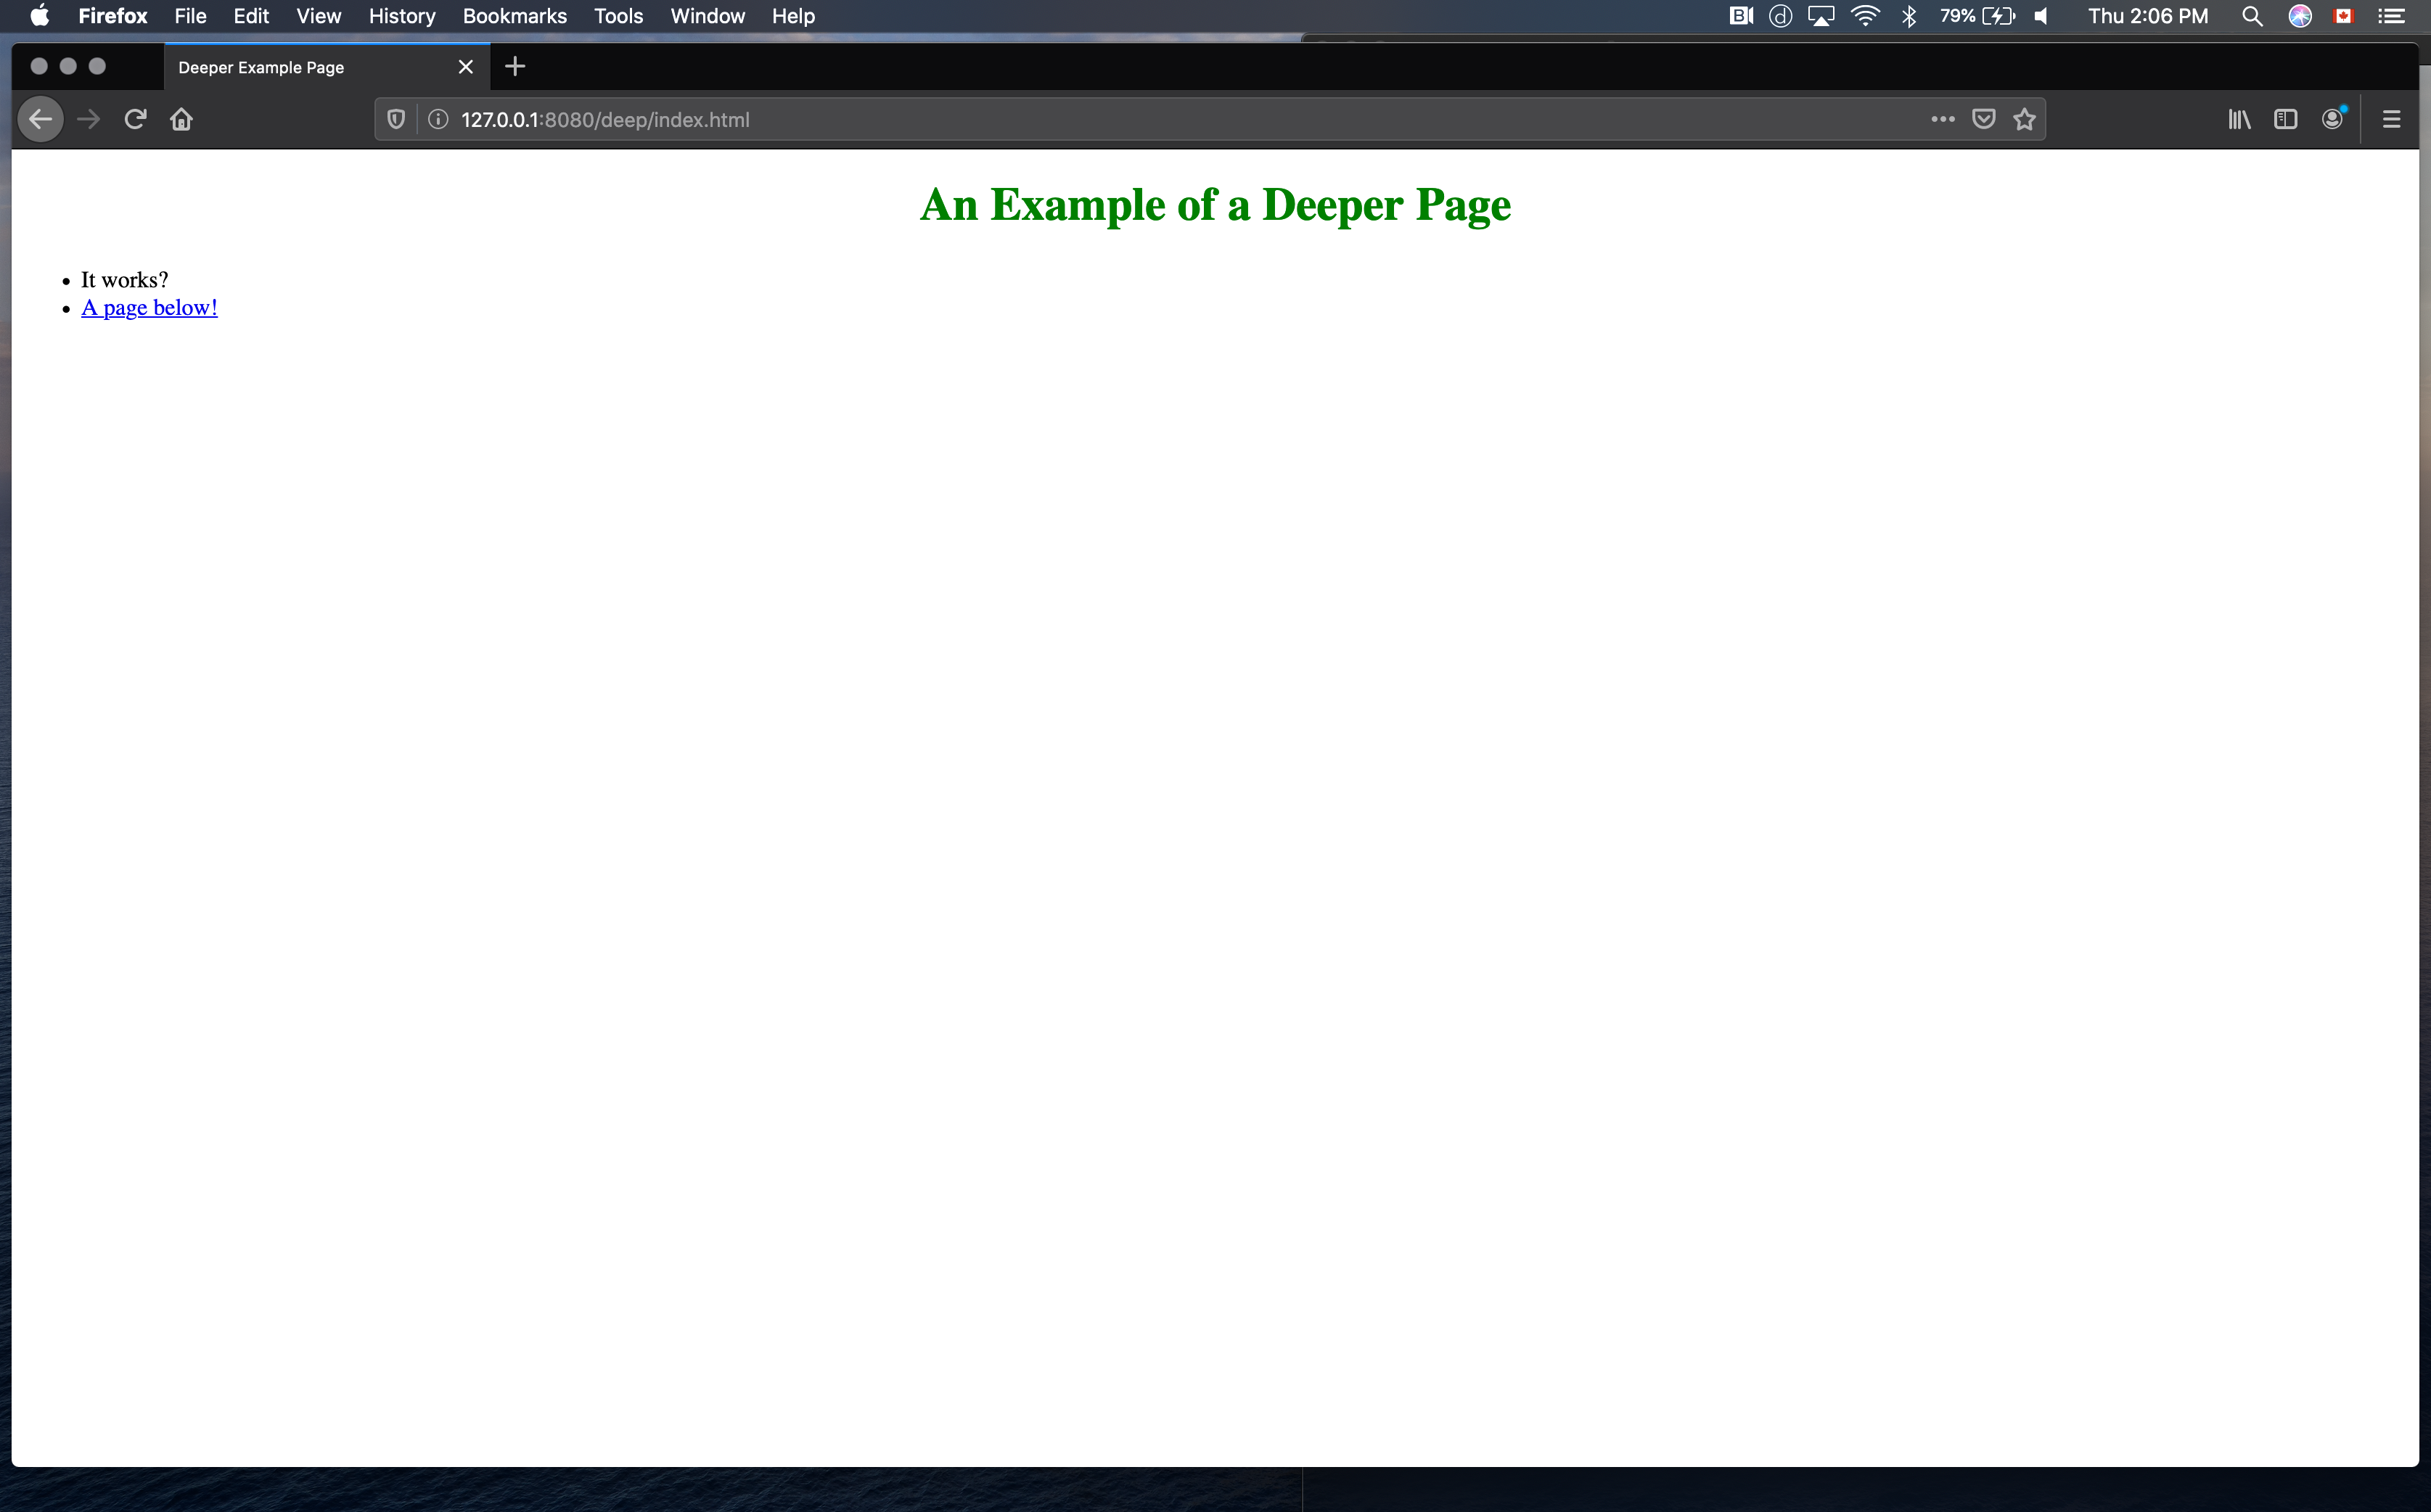 Firefox File Edit View History Bookmarks Tools Window Help 79% Thu 2:06 PM
Deeper Example Page
127.0.0.1:8080/deep/index.html
An Example of a Deeper Page
• It works?
• A page below!